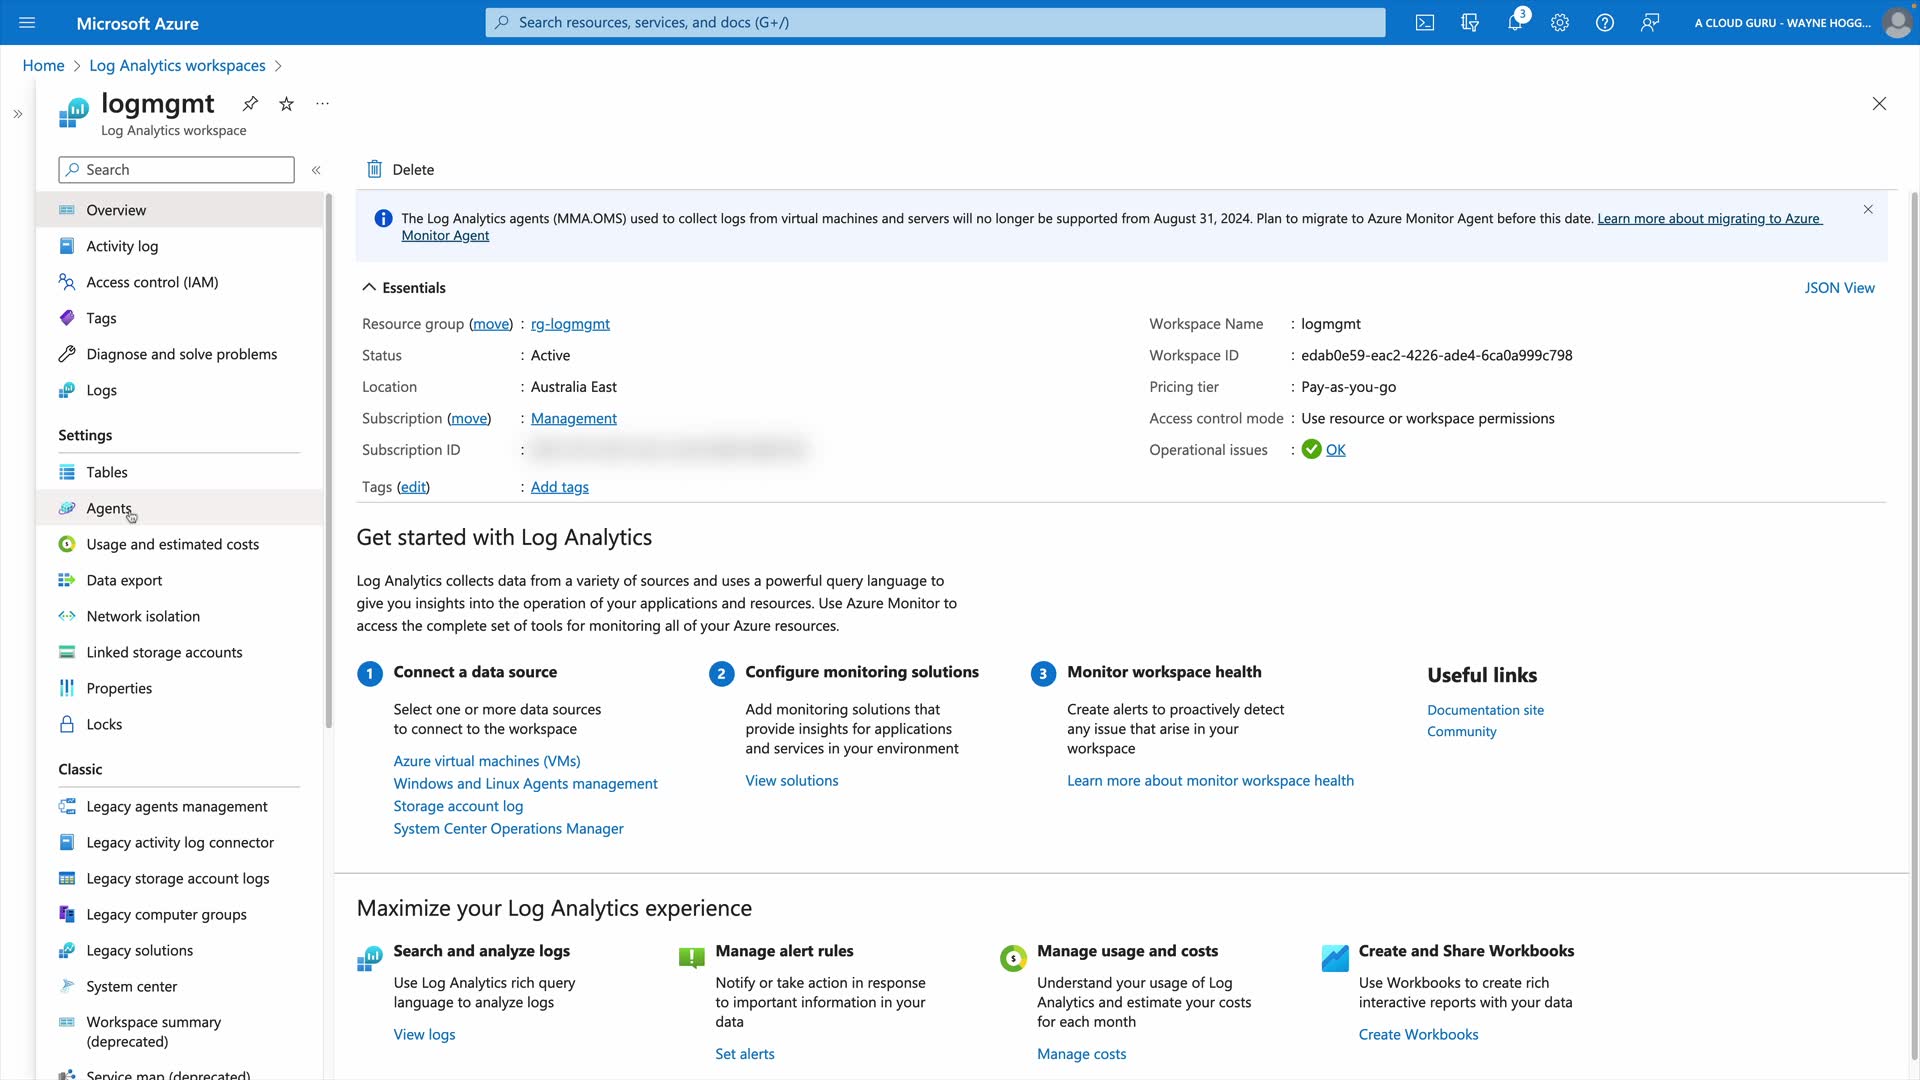 Microsoft Azure
Search resources, services, and docs (G+/)
3
A CLOUD GURU - WAYNE HOGG...
Home > Log Analytics workspaces >
logmgmt
Log Analytics workspace
Search
Overview
Activity log
Access control (IAM)
Tags
Diagnose and solve problems
Logs
Settings
Tables
Agents
Usage and estimated costs
Data export
Network isolation
Linked storage accounts
Properties
Locks
Classic
Legacy agents management
Legacy activity log connector
Legacy storage account logs
Legacy computer groups
Legacy solutions
System center
Workspace summary
(deprecated)
Service map (deprecated)
Delete
The Log Analytics agents (MMA.OMS) used to collect logs from virtual machines and servers will no longer be supported from August 31, 2024. Plan to migrate to Azure Monitor Agent before this date. Learn more about migrating to Azure
Monitor Agent
Essentials
JSON View
Resource group (move) : rg-logmgmt
Status : Active
Location : Australia East
Subscription (move) : Management
Subscription ID :
Tags (edit) : Add tags
Workspace Name : logmgmt
Workspace ID : edab0e59-eac2-4226-ade4-6ca0a999c798
Pricing tier : Pay-as-you-go
Access control mode : Use resource or workspace permissions
Operational issues : OK
Get started with Log Analytics
Log Analytics collects data from a variety of sources and uses a powerful query language to
give you insights into the operation of your applications and resources. Use Azure Monitor to
access the complete set of tools for monitoring all of your Azure resources.
1 Connect a data source
Select one or more data sources
to connect to the workspace
Azure virtual machines (VMs)
Windows and Linux Agents management
Storage account log
System Center Operations Manager
2 Configure monitoring solutions
Add monitoring solutions that
provide insights for applications
and services in your environment
View solutions
3 Monitor workspace health
Create alerts to proactively detect
any issue that arise in your
workspace
Learn more about monitor workspace health
Useful links
Documentation site
Community
Maximize your Log Analytics experience
Search and analyze logs
Use Log Analytics rich query
language to analyze logs
View logs
Manage alert rules
Notify or take action in response
to important information in your
data
Set alerts
Manage usage and costs
Understand your usage of Log
Analytics and estimate your costs
for each month
Manage costs
Create and Share Workbooks
Use Workbooks to create rich
interactive reports with your data
Create Workbooks